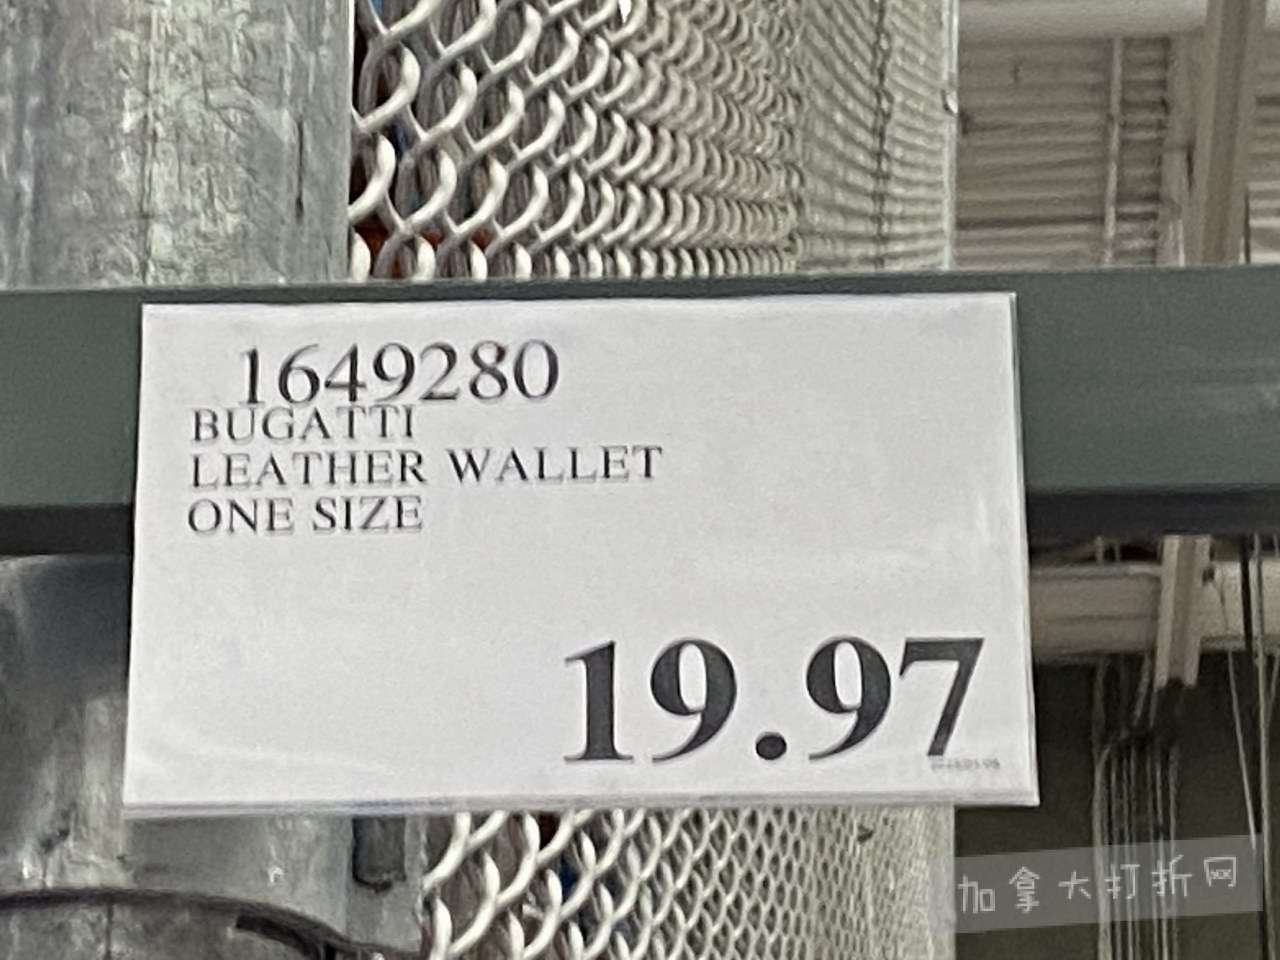 1649280
BUGATTI
LEATHER WALLET
ONE SIZE
19.97
加拿大打折网